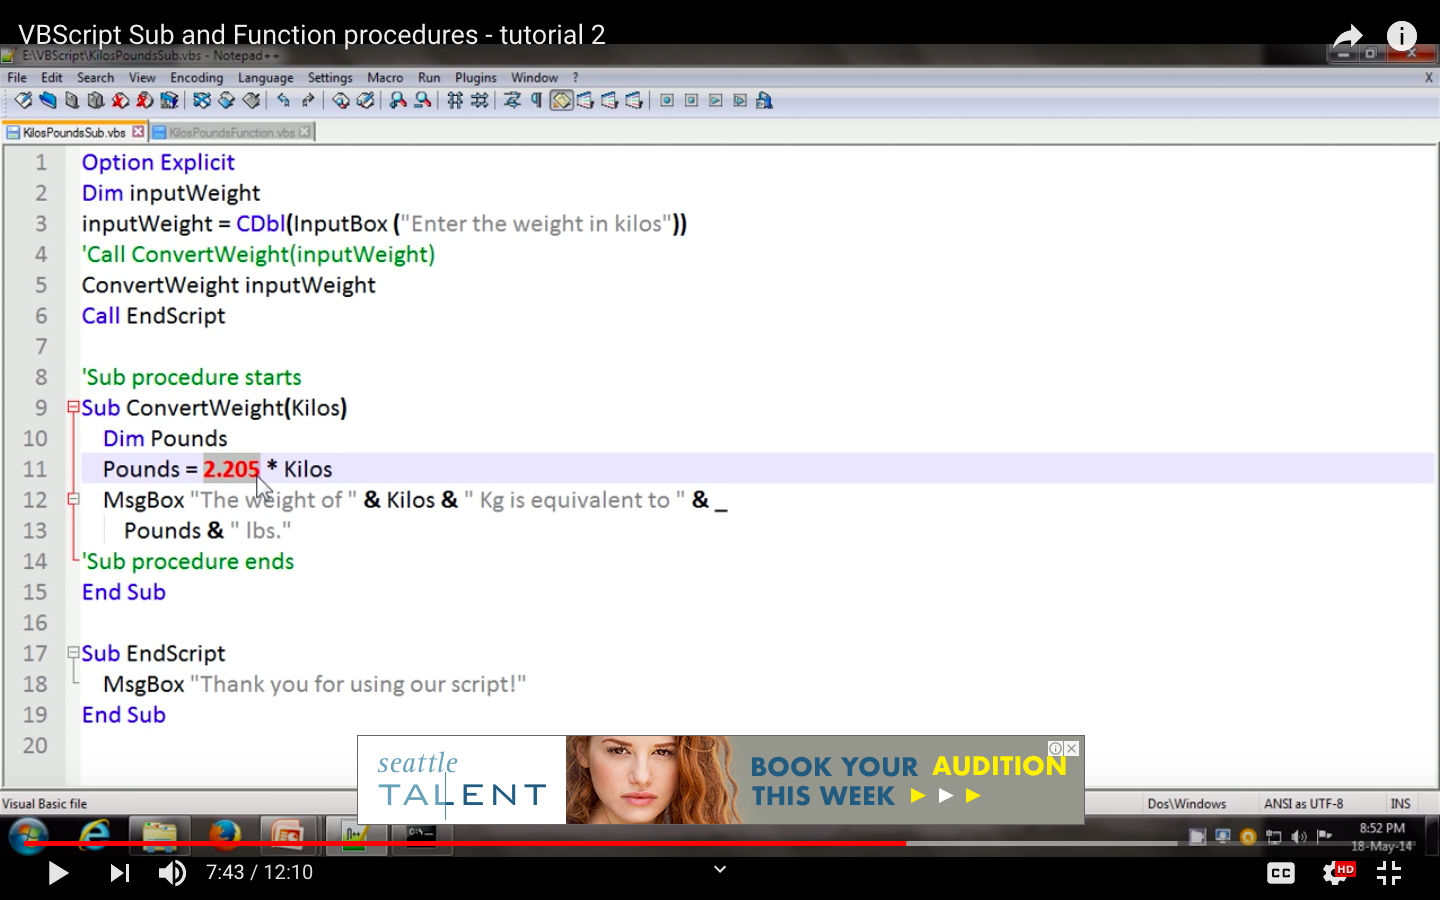 VBScript Sub and Function procedures - tutorial 2
E:\VBScript\KilosPoundsSub.vbs - Notepad++
File Edit Search View Encoding Language Settings Macro Run Plugins Window ? X
KilosPoundsSub.vbs KilosPoundsFunction.vbs
1 Option Explicit
2 Dim inputWeight
3 inputWeight = CDbl(InputBox ("Enter the weight in kilos"))
4 'Call ConvertWeight(inputWeight)
5 ConvertWeight inputWeight
6 Call EndScript
7
8 'Sub procedure starts
9 Sub ConvertWeight(Kilos)
10 Dim Pounds
11 Pounds = 2.205 * Kilos
12 MsgBox "The weight of " & Kilos & " Kg is equivalent to " & _
13 Pounds & " lbs."
14 'Sub procedure ends
15 End Sub
16
17 Sub EndScript
18 MsgBox "Thank you for using our script!"
19 End Sub
20
seattle
TALENT
BOOK YOUR AUDITION
THIS WEEK
Visual Basic file Dos\Windows ANSI as UTF-8 INS
8:52 PM
18-May-14
7:43 / 12:10
CC HD